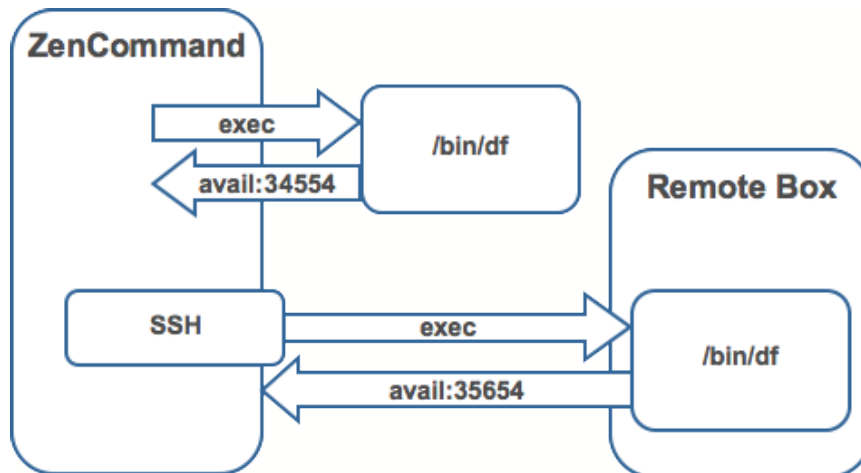 ZenCommand
exec
/bin/df
avail:34554
Remote Box
SSH
exec
/bin/df
avail:35654